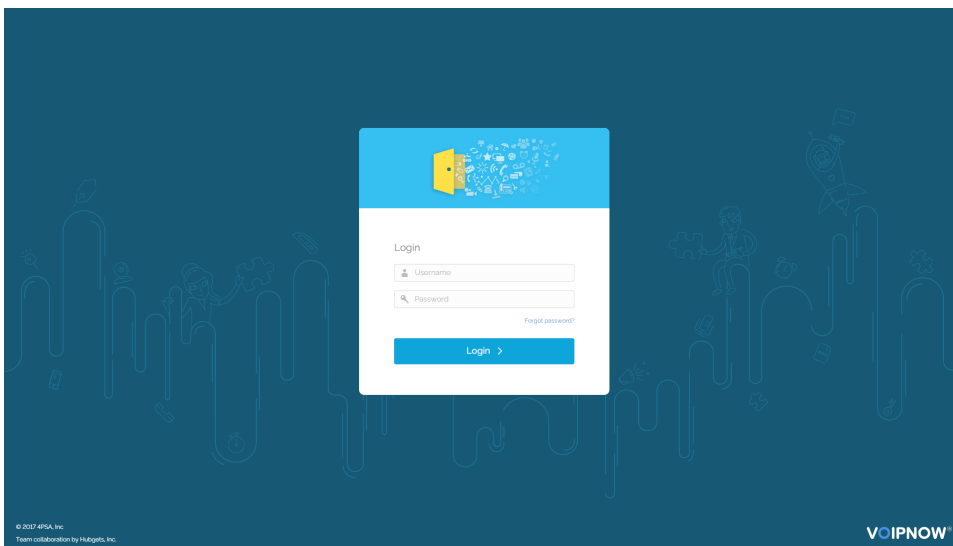 Login
Username
Password
Forgot password?
Login
© 2017 4PSA, Inc
Team collaboration by Hubgets, Inc.
VOIPNOW®